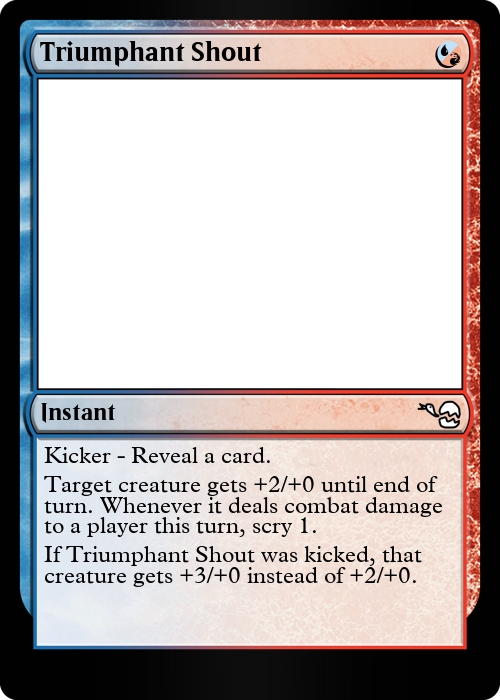 Triumphant Shout
Instant
Kicker - Reveal a card.
Target creature gets +2/+0 until end of
turn. Whenever it deals combat damage
to a player this turn, scry 1.
If Triumphant Shout was kicked, that
creature gets +3/+0 instead of +2/+0.